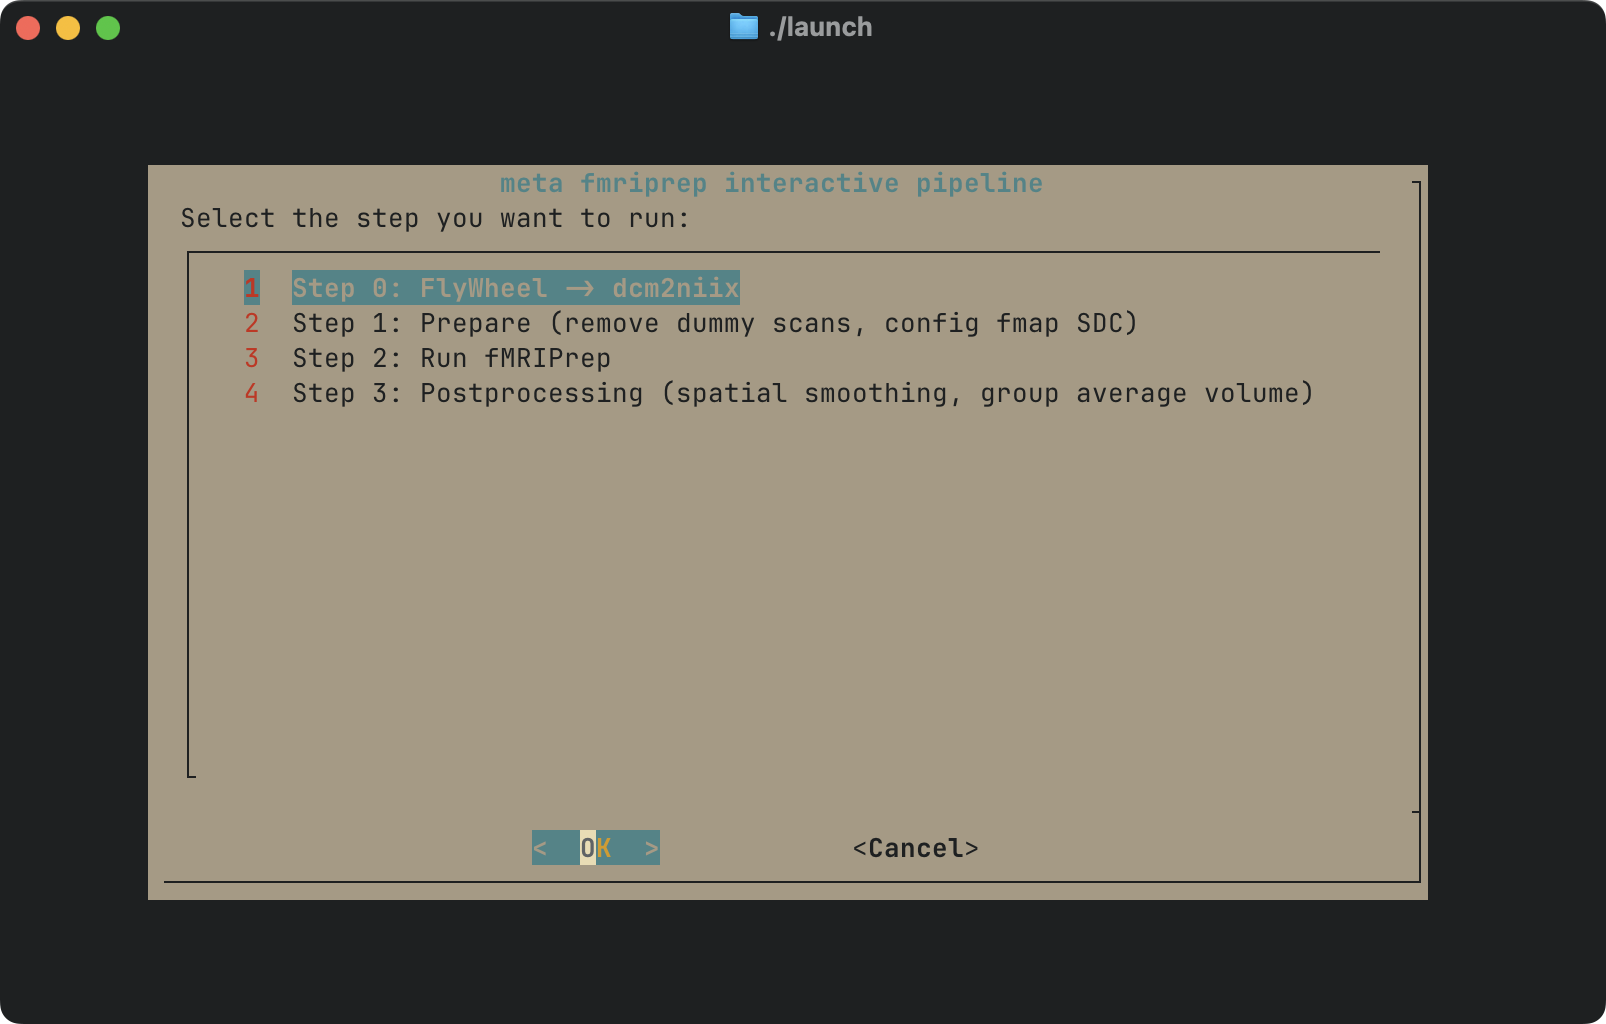 ./launch
meta fmriprep interactive pipeline
Select the step you want to run:
1 Step 0: FlyWheel -> dcm2niix
2 Step 1: Prepare (remove dummy scans, config fmap SDC)
3 Step 2: Run fMRIPrep
4 Step 3: Postprocessing (spatial smoothing, group average volume)
< OK > <Cancel>